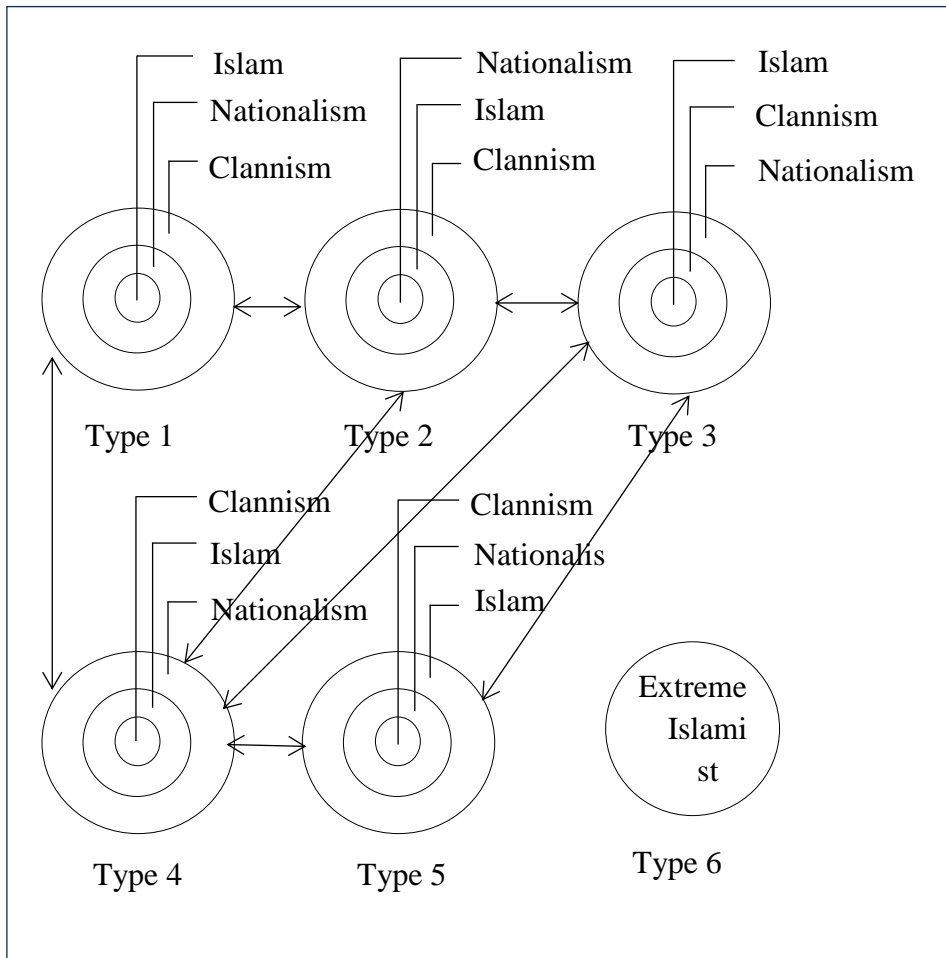 Islam
Nationalism
Clannism
Nationalism
Islam
Clannism
Islam
Clannism
Nationalism
Type 1
Type 2
Type 3
Clannism
Islam
Nationalism
Clannism
Nationalis
Islam
Extreme
Islami
st
Type 4
Type 5
Type 6